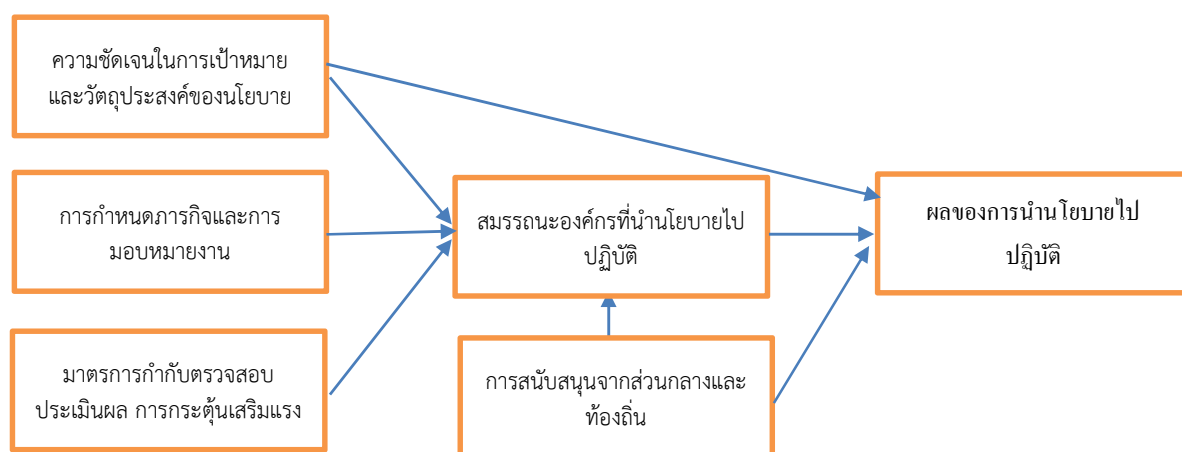 ความชัดเจนในการเป้าหมาย
และวัตถุประสงค์ของนโยบาย
การกำหนดภารกิจและการ
มอบหมายงาน
มาตรการกำกับตรวจสอบ
ประเมินผล การกระตุ้นเสริมแรง
สมรรถนะองค์กรที่นำนโยบายไป
ปฏิบัติ
การสนับสนุนจากส่วนกลางและ
ท้องถิ่น
ผลของการนำนโยบายไป
ปฏิบัติ